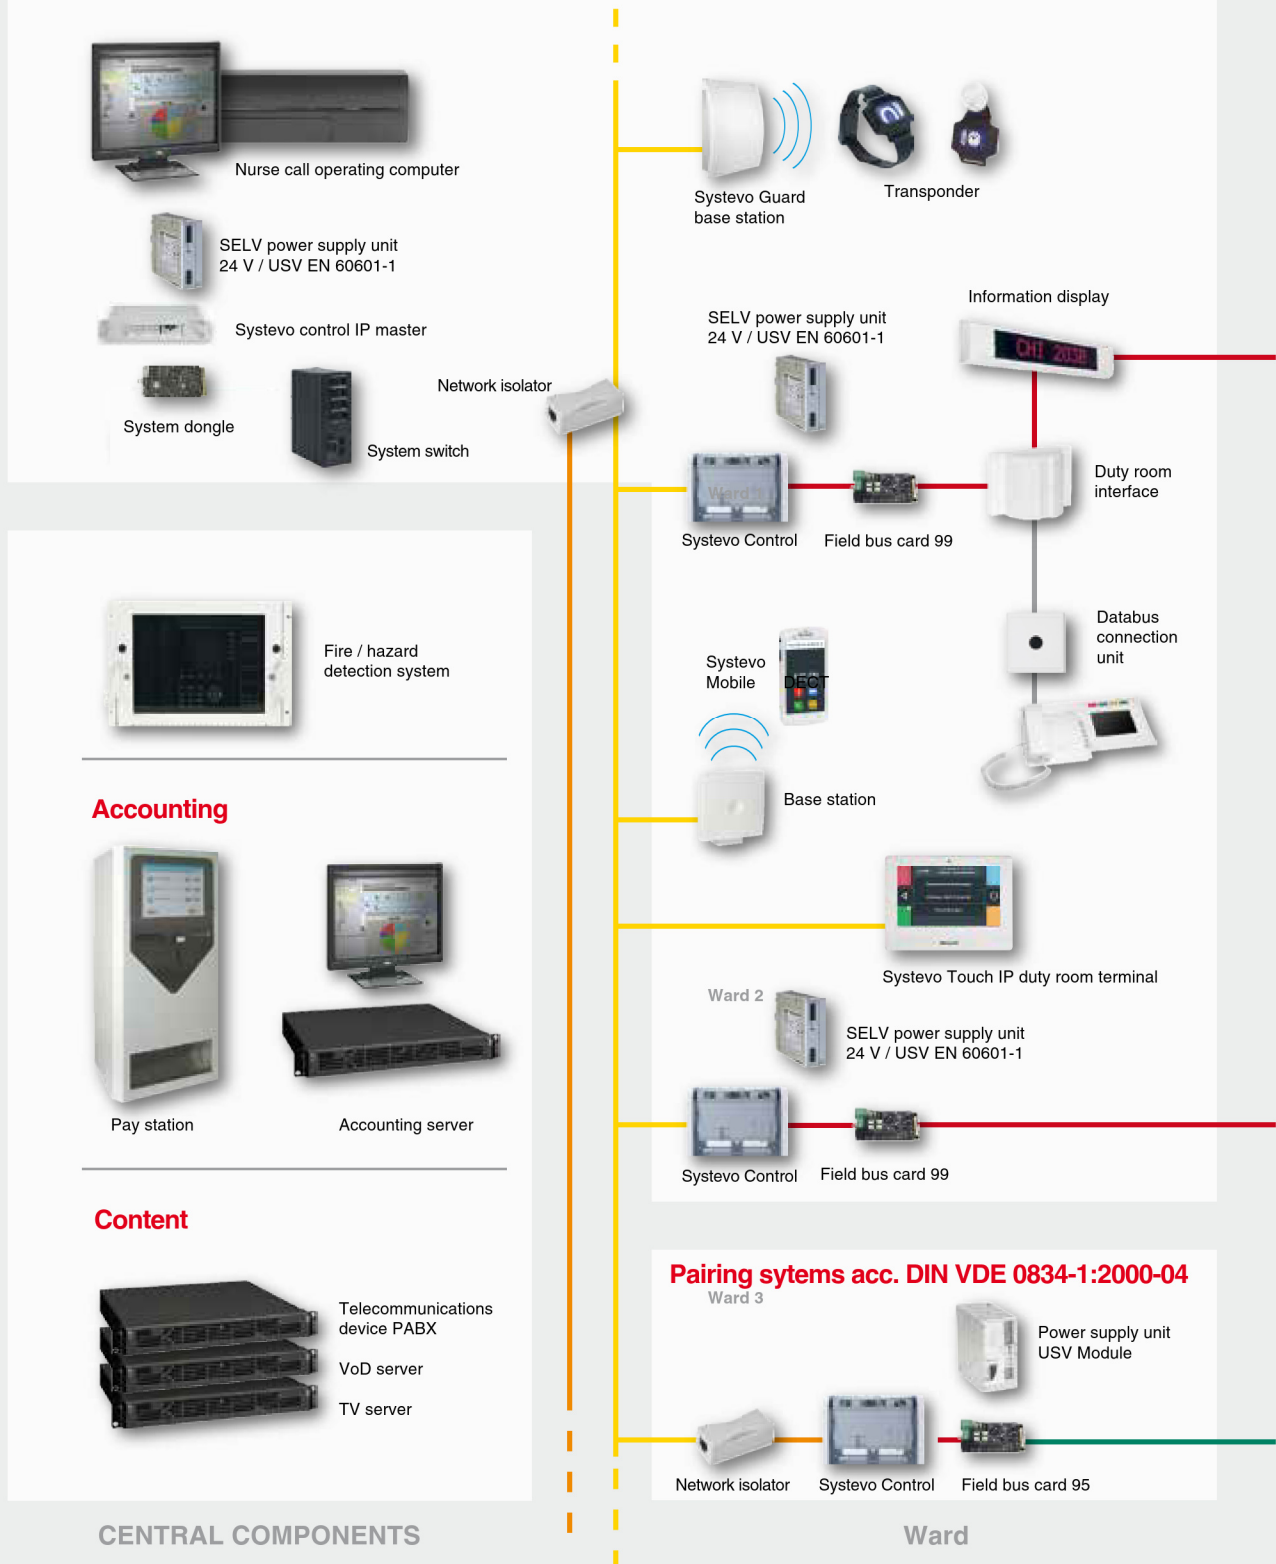 Nurse call operating computer
SELV power supply unit
24 V / USV EN 60601-1
Systevo control IP master
System dongle
System switch
Network isolator
Fire / hazard
detection system
Accounting
Pay station
Accounting server
Content
Telecommunications
device PABX
VoD server
TV server
CENTRAL COMPONENTS
Systevo Guard
base station
Transponder
Information display
CHI 203B
SELV power supply unit
24 V / USV EN 60601-1
Duty room
interface
Systevo Control
Field bus card 99
Databus
connection
unit
Systevo
Mobile
DECT
Base station
Systevo Touch IP duty room terminal
Ward 2
SELV power supply unit
24 V / USV EN 60601-1
Systevo Control
Field bus card 99
Pairing sytems acc. DIN VDE 0834-1:2000-04
Ward 3
Power supply unit
USV Module
Network isolator
Systevo Control
Field bus card 95
Ward